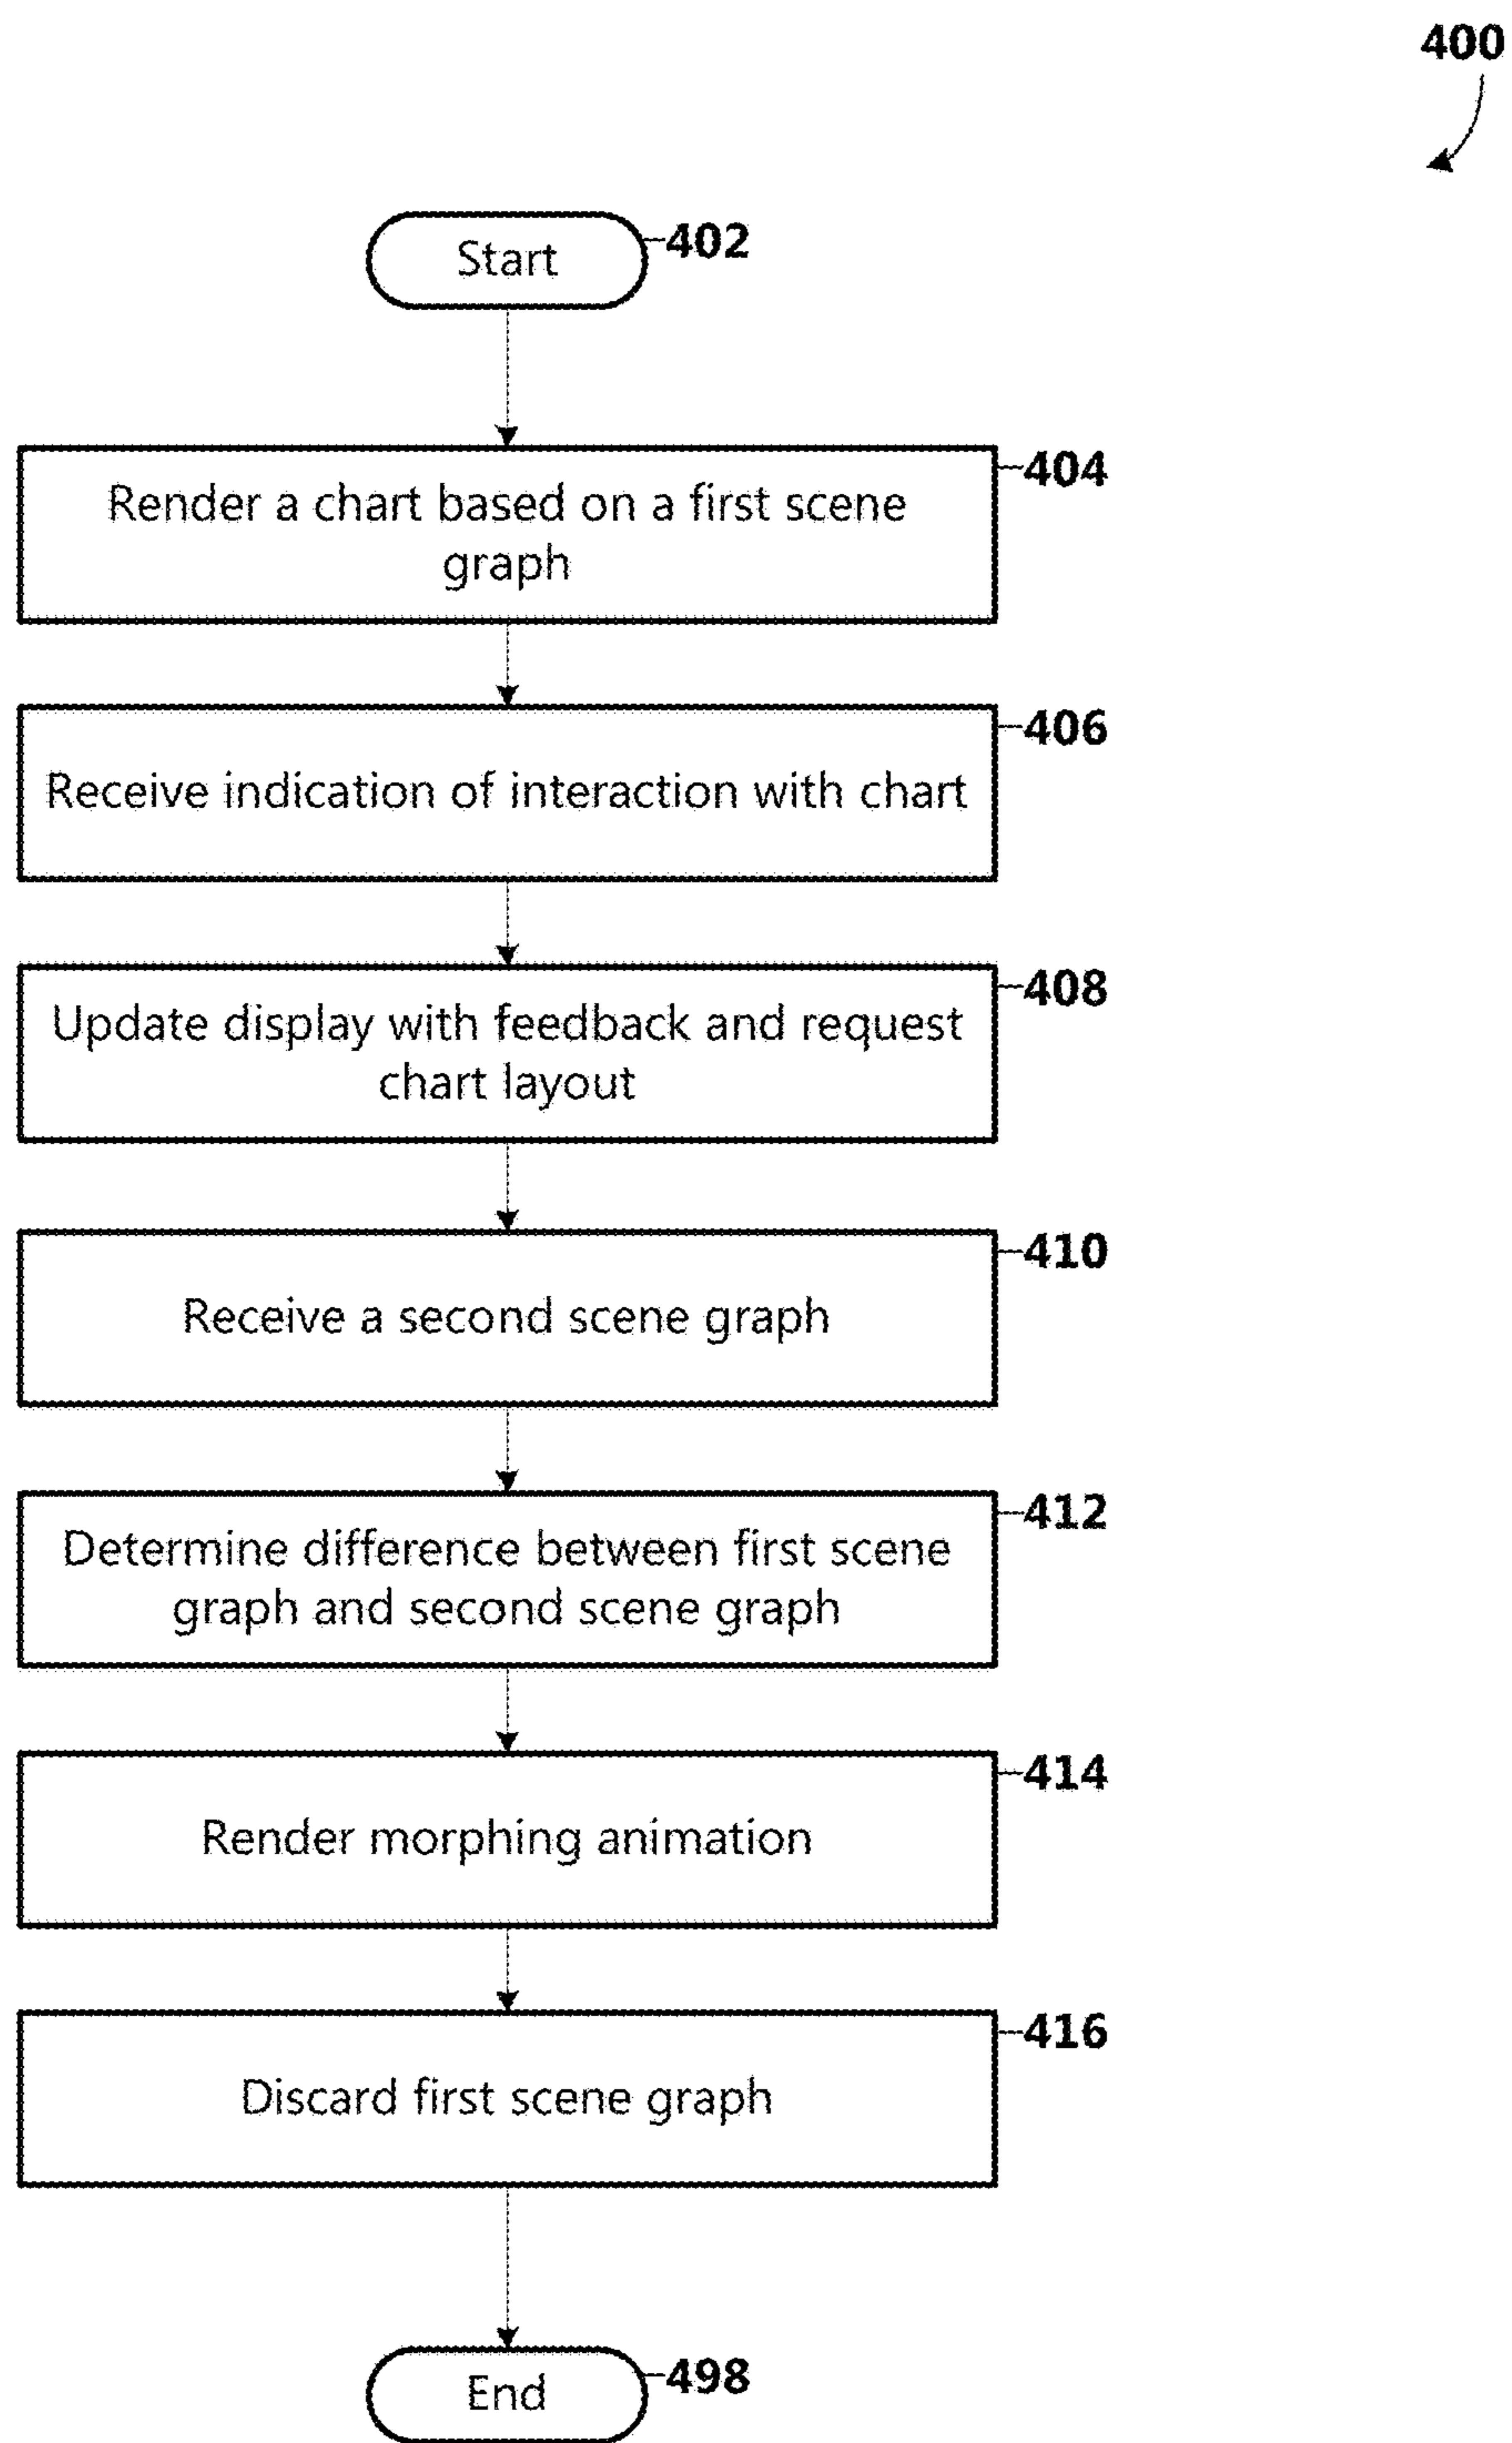 400
Start
402
Render a chart based on a first scene
graph
404
Receive indication of interaction with chart
406
Update display with feedback and request
chart layout
408
Receive a second scene graph
410
Determine difference between first scene
graph and second scene graph
412
Render morphing animation
414
Discard first scene graph
416
End
498